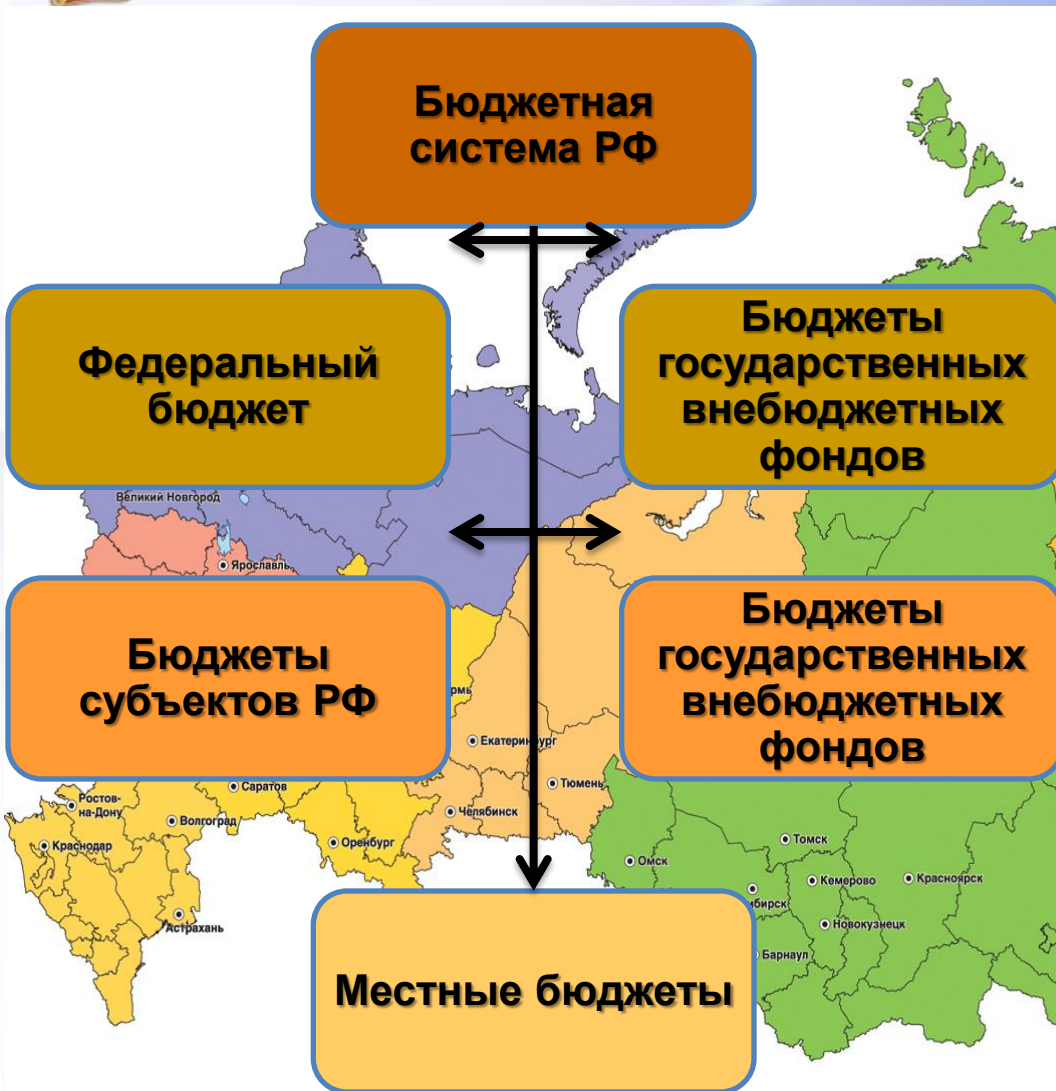 Бюджетная
система РФ
Федеральный
бюджет
Бюджеты
государственных
внебюджетных
фондов
Великий Новгород
Ярославль
Бюджеты
субъектов РФ
Бюджеты
государственных
внебюджетных
фондов
Екатеринбург
Тюмень
Саратов
Ростов-
на-Дону
Волгоград
Челябинск
Краснодар
Оренбург
Томск
Омск
Кемерово
Красноярск
Новокузнецк
Астрахань
Барнаул
Местные бюджеты